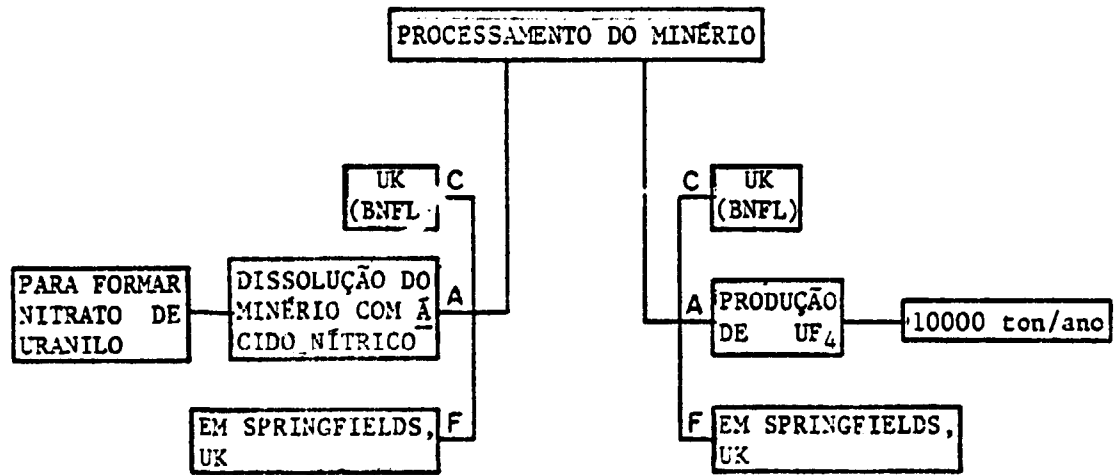 PROCESSAMENTO DO MINÉRIO
UK
(BNFL
C
C
UK
(BNFL)
PARA FORMAR
NITRATO DE
URANILO
DISSOLUÇÃO DO
MINÉRIO COM Á
CIDO NÍTRICO
A
A
PRODUÇÃO
DE UF₄
10000 ton/ano
EM SPRINGFIELDS,
UK
F
F
EM SPRINGFIELDS,
UK